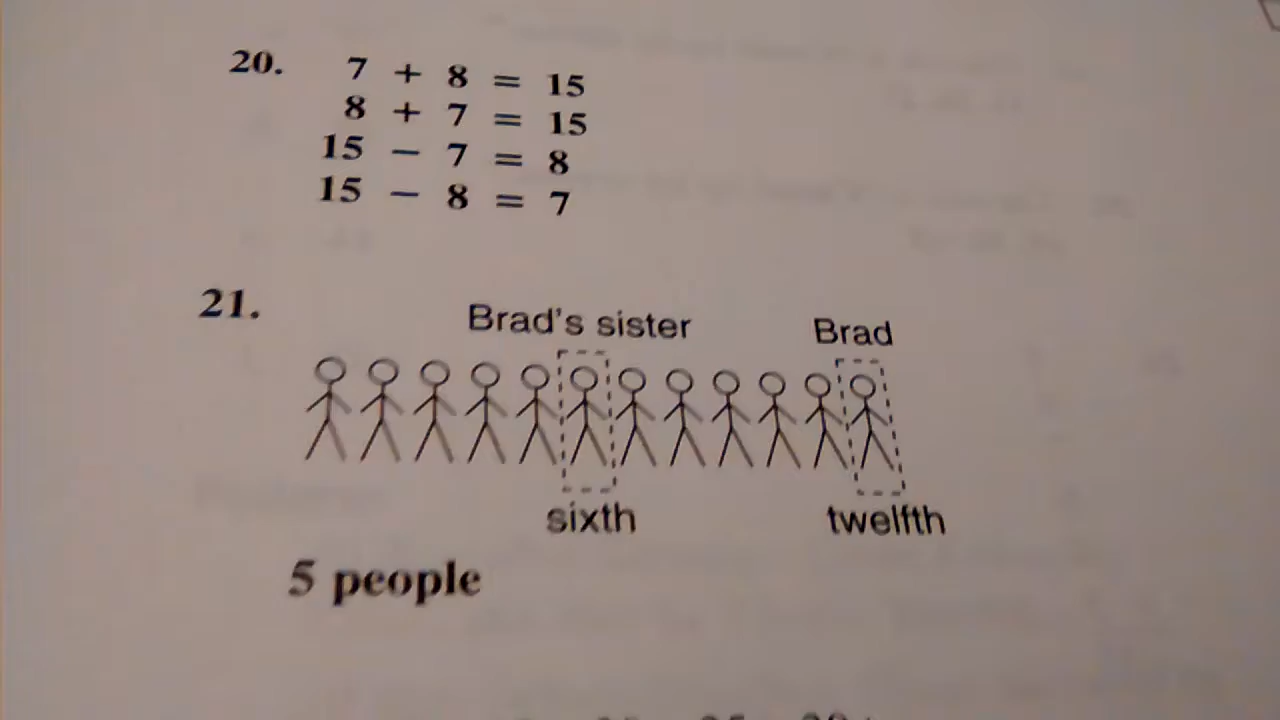 20. 7 + 8 = 15
8 + 7 = 15
15 − 7 = 8
15 − 8 = 7
21.
Brad's sister Brad
sixth twelfth
5 people